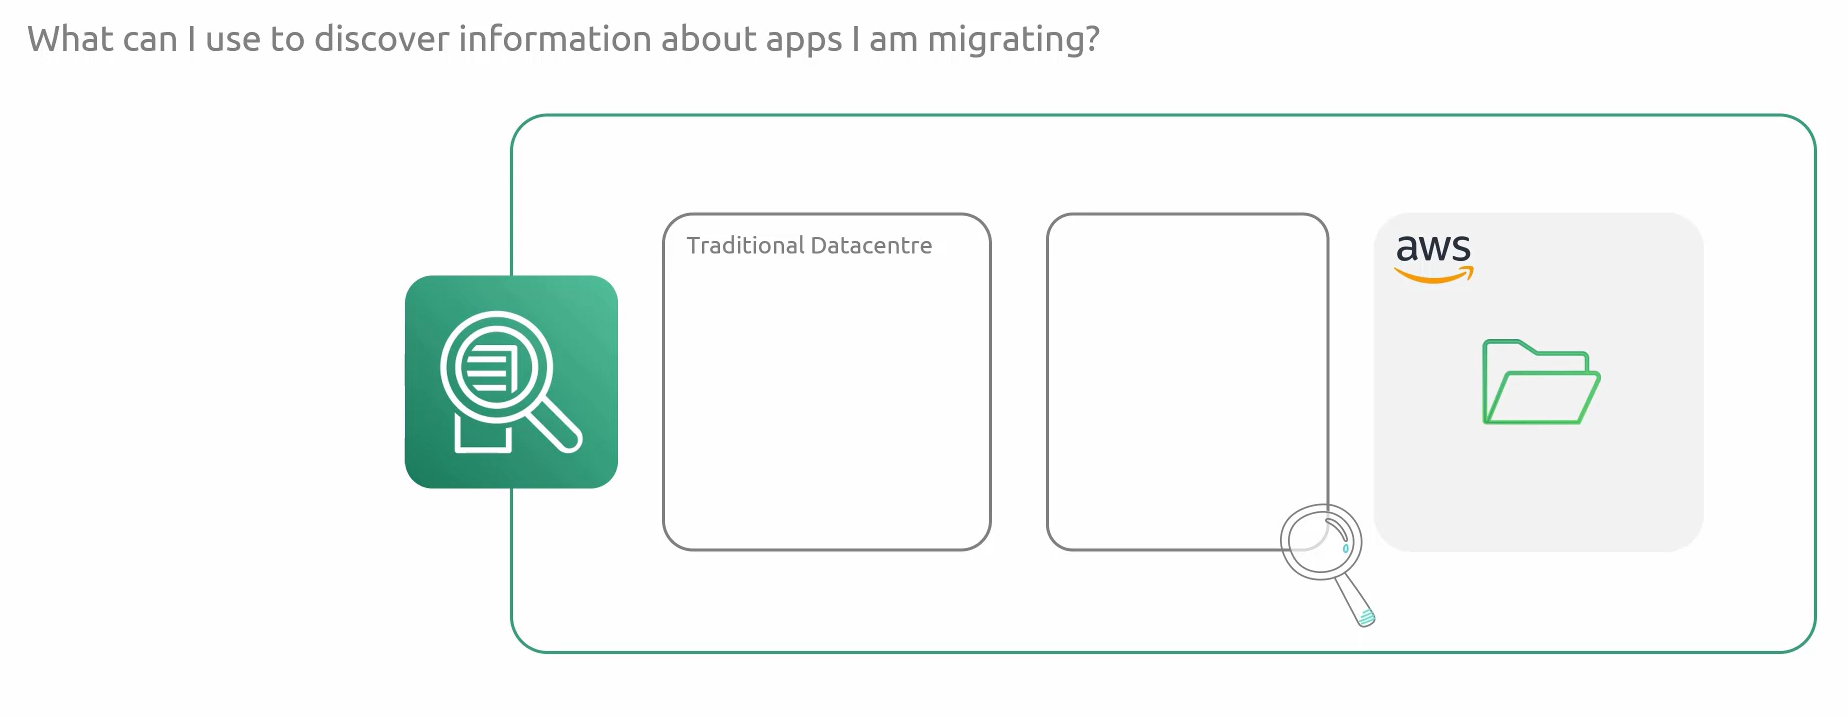 What can I use to discover information about apps I am migrating?
Traditional Datacentre
aws